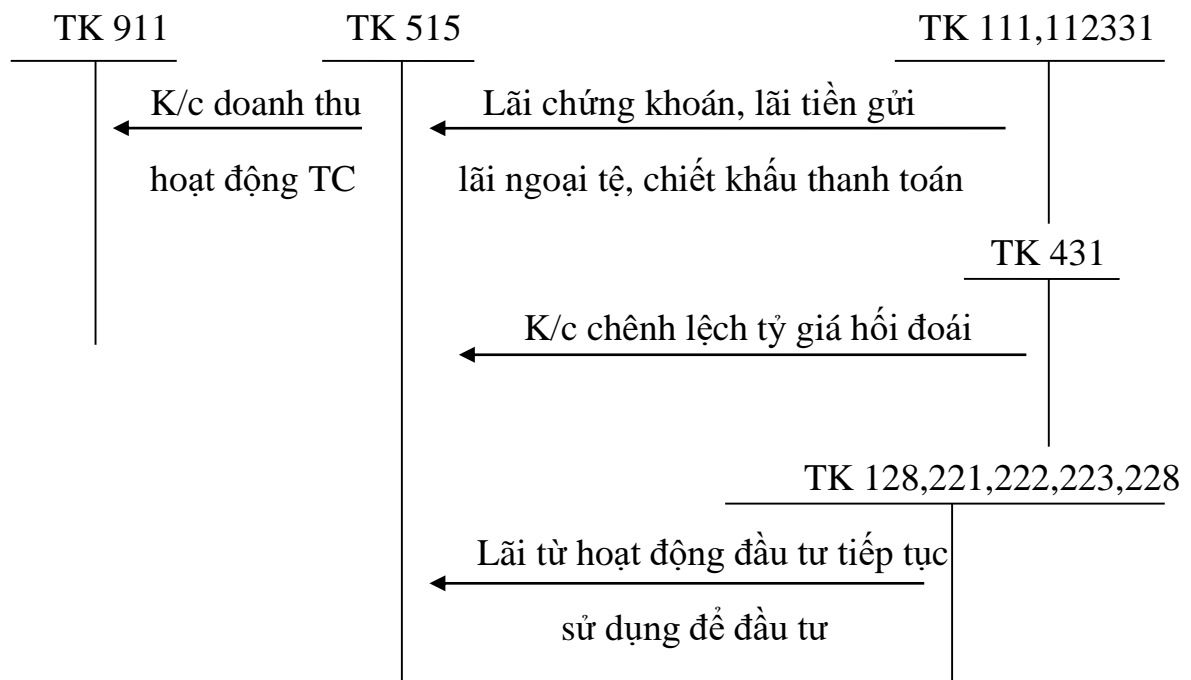 TK 911 TK 515 TK 111,112331
K/c doanh thu Lãi chứng khoán, lãi tiền gửi
hoạt động TC lãi ngoại tệ, chiết khấu thanh toán
TK 431
K/c chênh lệch tỷ giá hối đoái
TK 128,221,222,223,228
Lãi từ hoạt động đầu tư tiếp tục
sử dụng để đầu tư